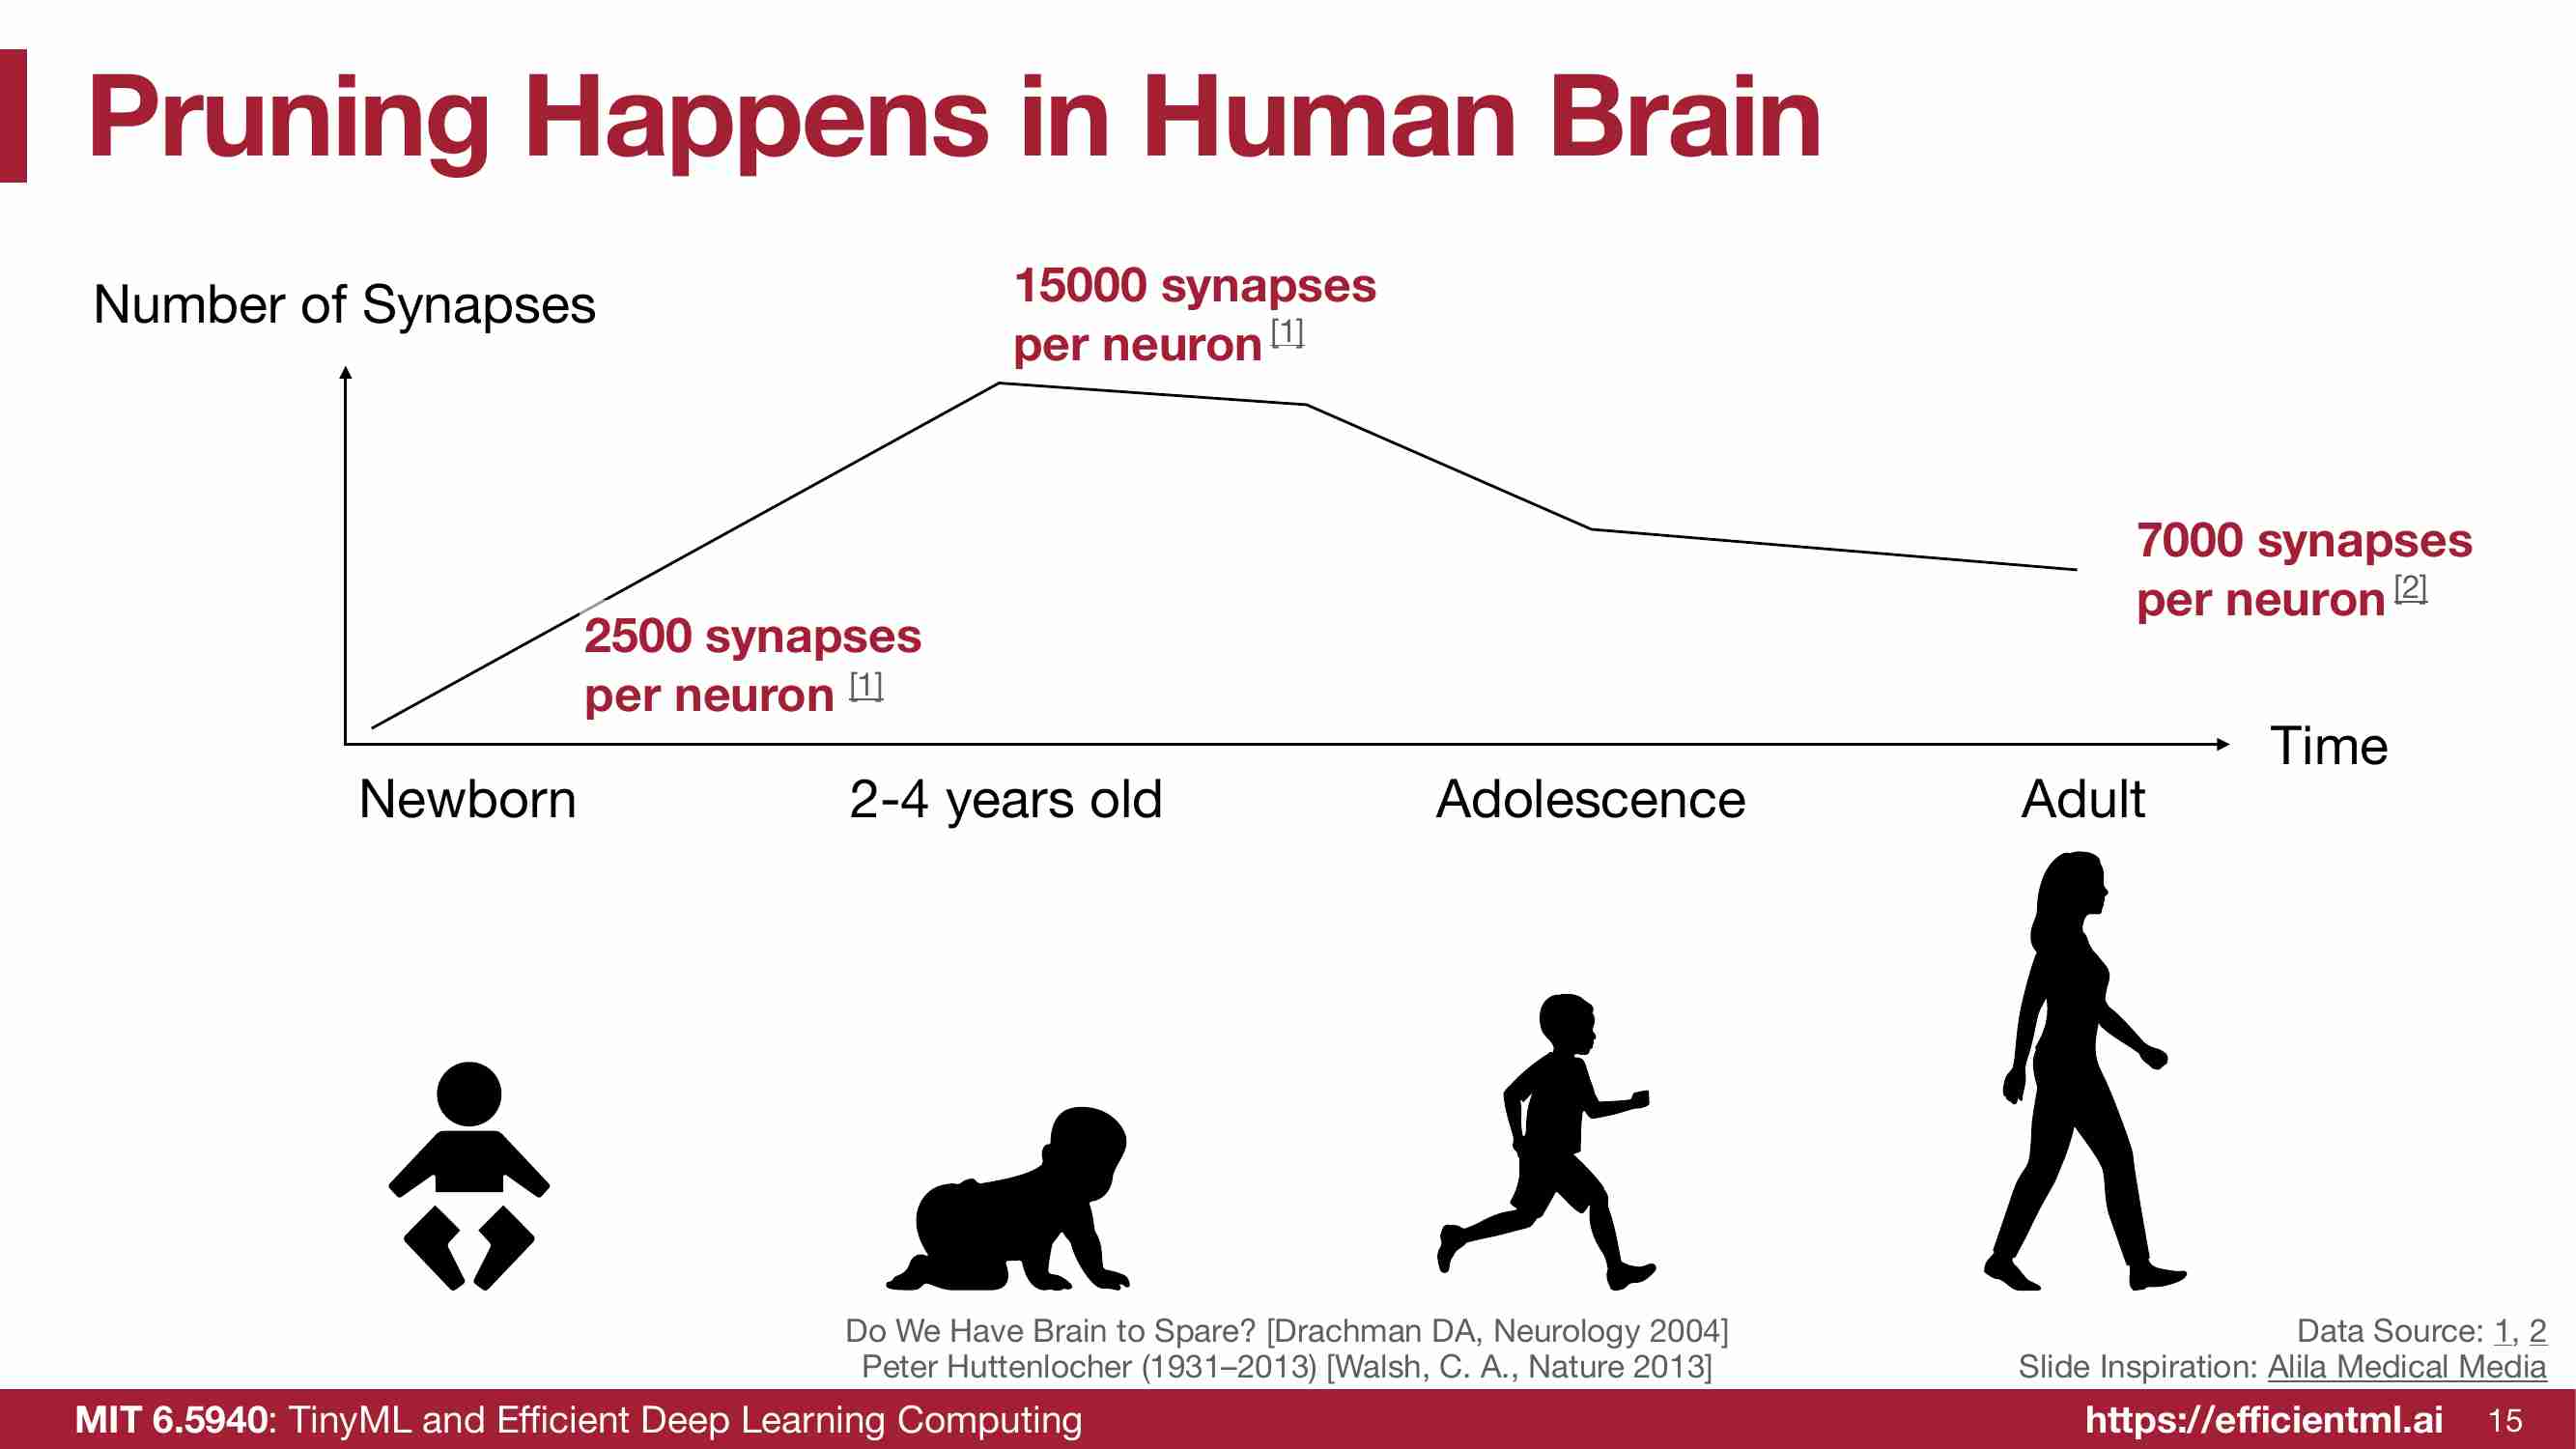 Pruning Happens in Human Brain
Number of Synapses
15000 synapses
per neuron [1]
7000 synapses
per neuron [2]
2500 synapses
per neuron [1]
Time
Newborn
2-4 years old
Adolescence
Adult
Do We Have Brain to Spare? [Drachman DA, Neurology 2004]
Peter Huttenlocher (1931–2013) [Walsh, C. A., Nature 2013]
Data Source: 1, 2
Slide Inspiration: Alila Medical Media
MIT 6.5940: TinyML and Efficient Deep Learning Computing
https://efficientml.ai
15